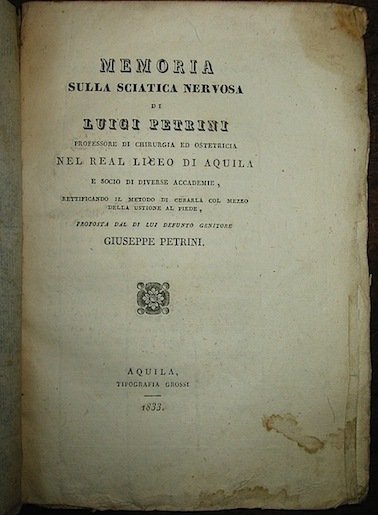 MEMORIA
SULLA SCIATICA NERVOSA
DI
LUIGI PETRINI
PROFESSORE DI CHIRURGIA ED OSTETRICIA
NEL REAL LICEO DI AQUILA
E SOCIO DI DIVERSE ACCADEMIE,
RETTIFICANDO IL METODO DI CURARLA COL MEZZO
DELLA USTIONE AL PIEDE,
PROPOSTA DAL DI LUI DEFUNTO GENITORE
GIUSEPPE PETRINI.
AQUILA,
TIPOGRAFIA GROSSI
1833.